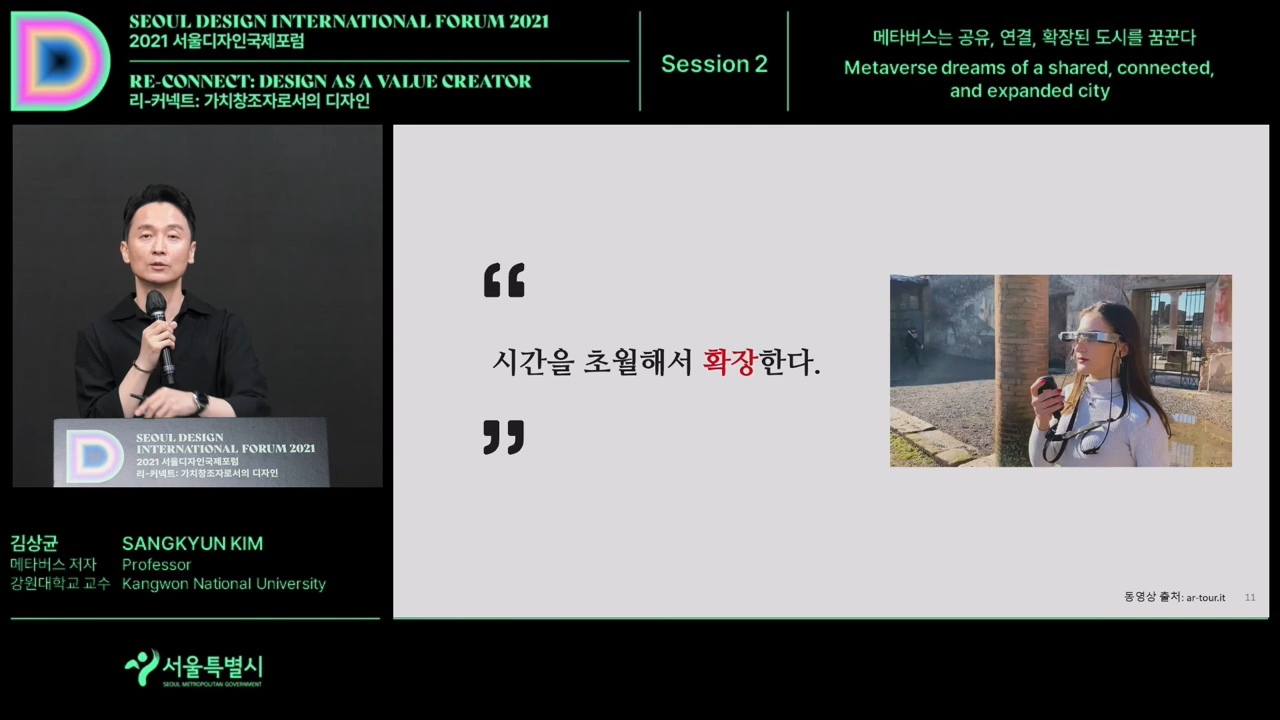 SEOUL DESIGN INTERNATIONAL FORUM 2021
2021 서울디자인국제포럼
RE-CONNECT: DESIGN AS A VALUE CREATOR
리-커넥트: 가치창조자로서의 디자인
Session 2
메타버스는 공유, 연결, 확장된 도시를 꿈꾼다
Metaverse dreams of a shared, connected,
and expanded city
“
시간을 초월해서 확장한다.
”
동영상 출처: ar-tour.it
11
SEOUL DESIGN
INTERNATIONAL FORUM 2021
2021 서울디자인국제포럼
리-커넥트: 가치창조자로서의 디자인
김상균
메타버스 저자
강원대학교 교수
SANGKYUN KIM
Professor
Kangwon National University
서울특별시
SEOUL METROPOLITAN GOVERNMENT